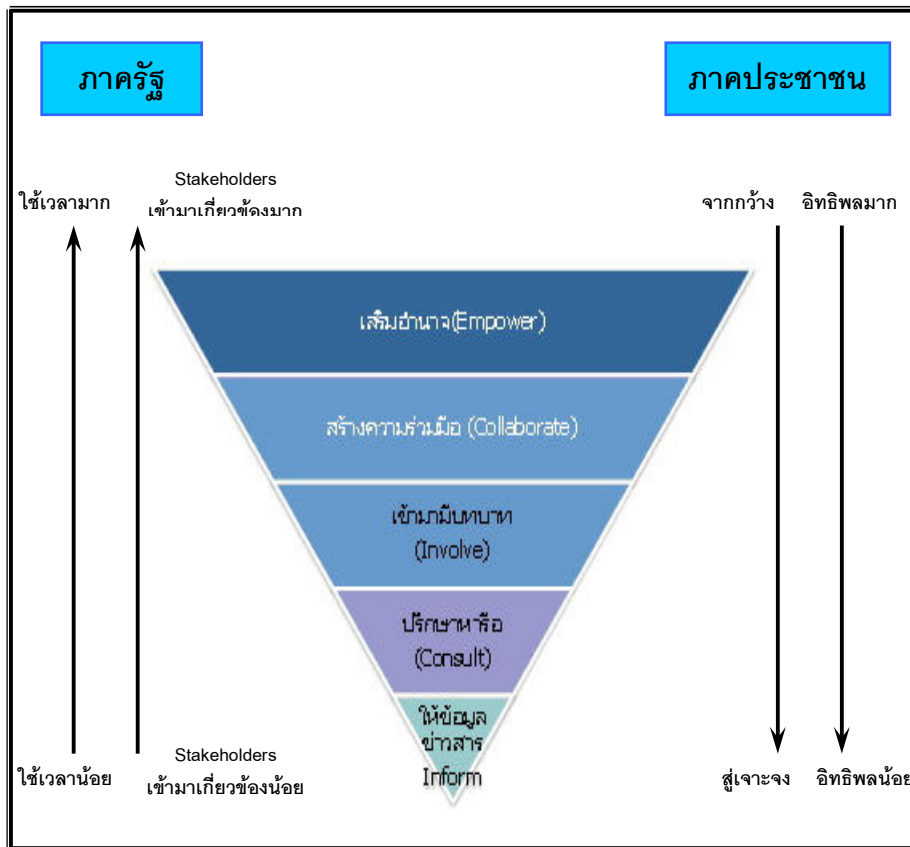 ภาครัฐ
ภาคประชาชน
ใช้เวลามาก
Stakeholders
เข้ามาเกี่ยวข้องมาก
จากกว้าง
อิทธิพลมาก
เสริมอำนาจ(Empower)
สร้างความร่วมมือ (Collaborate)
เข้ามามีบทบาท
(Involve)
ปรึกษาหารือ
(Consult)
ให้ข้อมูล
ข่าวสาร
Inform
ใช้เวลาน้อย
Stakeholders
เข้ามาเกี่ยวข้องน้อย
สู่เจาะจง
อิทธิพลน้อย